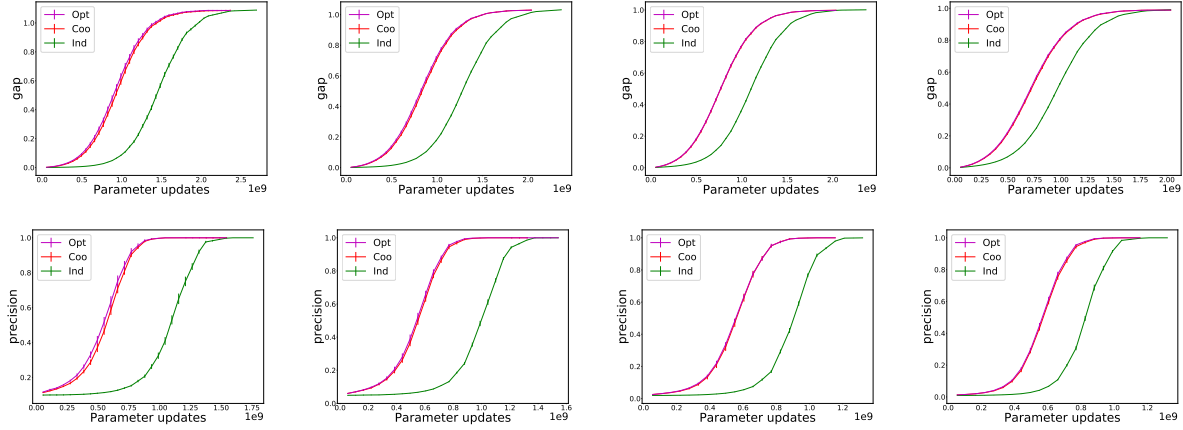 Opt
Coo
Ind
gap
1.0
0.8
0.6
0.4
0.2
0.0
0.0 0.5 1.0 1.5 2.0 2.5
Parameter updates 1e9
Opt
Coo
Ind
gap
1.0
0.8
0.6
0.4
0.2
0.0
0.0 0.5 1.0 1.5 2.0
Parameter updates 1e9
Opt
Coo
Ind
gap
1.0
0.8
0.6
0.4
0.2
0.0
0.0 0.5 1.0 1.5 2.0
Parameter updates 1e9
Opt
Coo
Ind
gap
1.0
0.8
0.6
0.4
0.2
0.0
0.00 0.25 0.50 0.75 1.00 1.25 1.50 1.75 2.00
Parameter updates 1e9
Opt
Coo
Ind
precision
1.0
0.8
0.6
0.4
0.2
0.00 0.25 0.50 0.75 1.00 1.25 1.50 1.75
Parameter updates 1e9
Opt
Coo
Ind
precision
1.0
0.8
0.6
0.4
0.2
0.0
0.0 0.2 0.4 0.6 0.8 1.0 1.2 1.4 1.6
Parameter updates 1e9
Opt
Coo
Ind
precision
1.0
0.8
0.6
0.4
0.2
0.0
0.0 0.2 0.4 0.6 0.8 1.0 1.2
Parameter updates 1e9
Opt
Coo
Ind
precision
1.0
0.8
0.6
0.4
0.2
0.0
0.0 0.2 0.4 0.6 0.8 1.0 1.2
Parameter updates 1e9